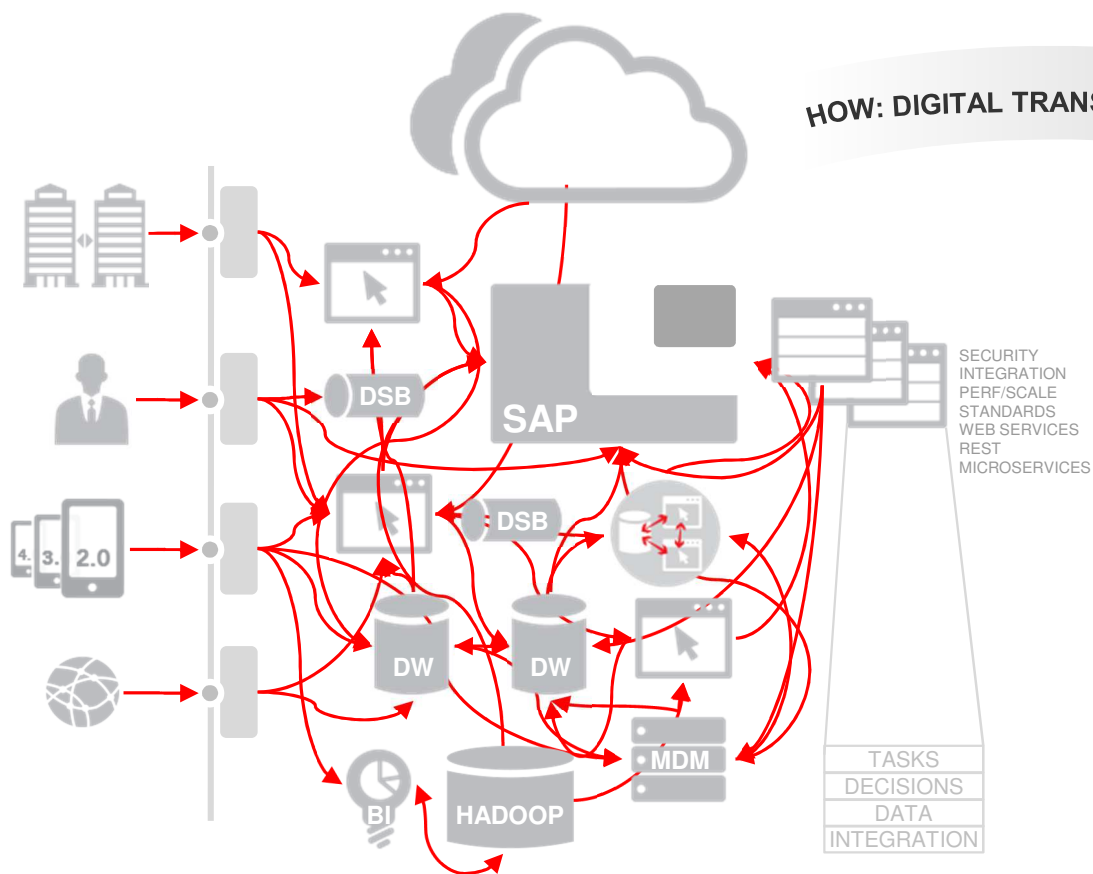 HOW: DIGITAL TRANS
DSB
SAP
SECURITY
INTEGRATION
PERF/SCALE
STANDARDS
WEB SERVICES
REST
MICROSERVICES
DSB
4.
3.
2.0
DW
DW
MDM
BI
HADOOP
TASKS
DECISIONS
DATA
INTEGRATION